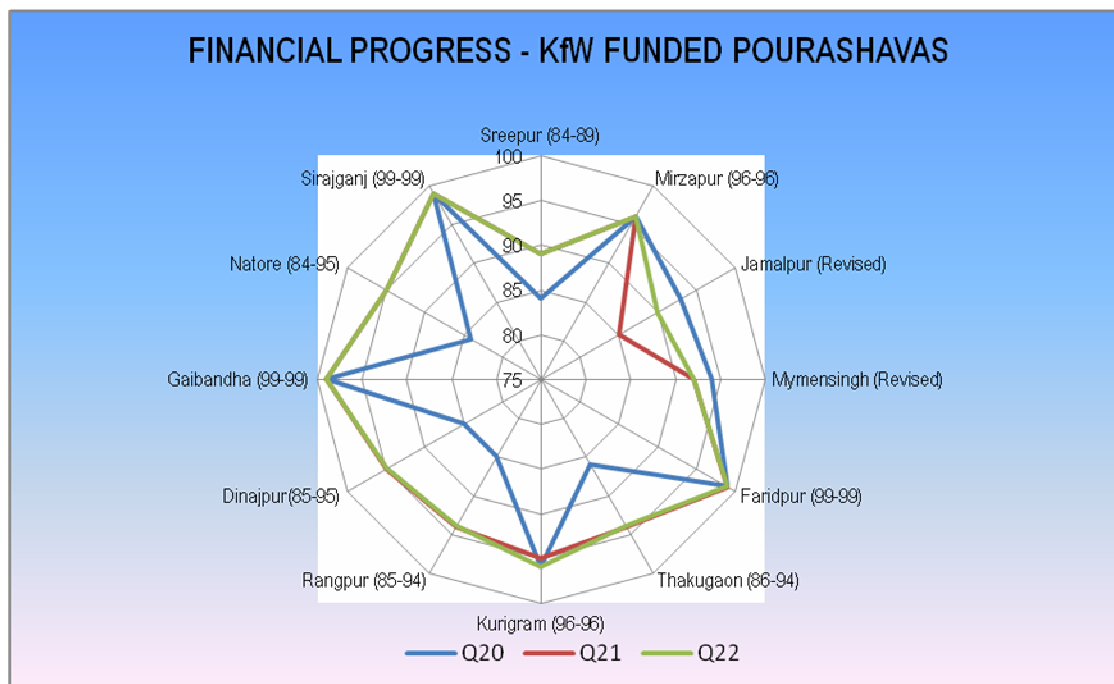 FINANCIAL PROGRESS - KfW FUNDED POURASHAVAS
Sreepur (84-89)
100
Sirajganj (99-99)
Mirzapur (96-96)
95
Natore (84-95)
90
Jamalpur (Revised)
85
80
Gaibandha (99-99)
75
Mymensingh (Revised)
Dinajpur(85-95)
Faridpur (99-99)
Rangpur (85-94)
Thakugaon (86-94)
Kurigram (96-96)
Q20 Q21 Q22